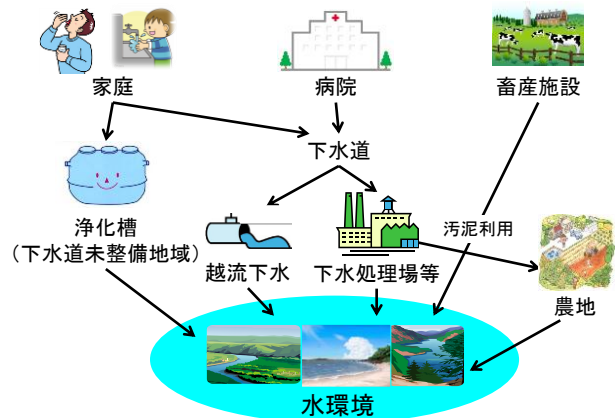 家庭
病院
畜産施設
下水道
浄化槽
（下水道未整備地域）
越流下水
下水処理場等
汚泥利用
農地
水環境